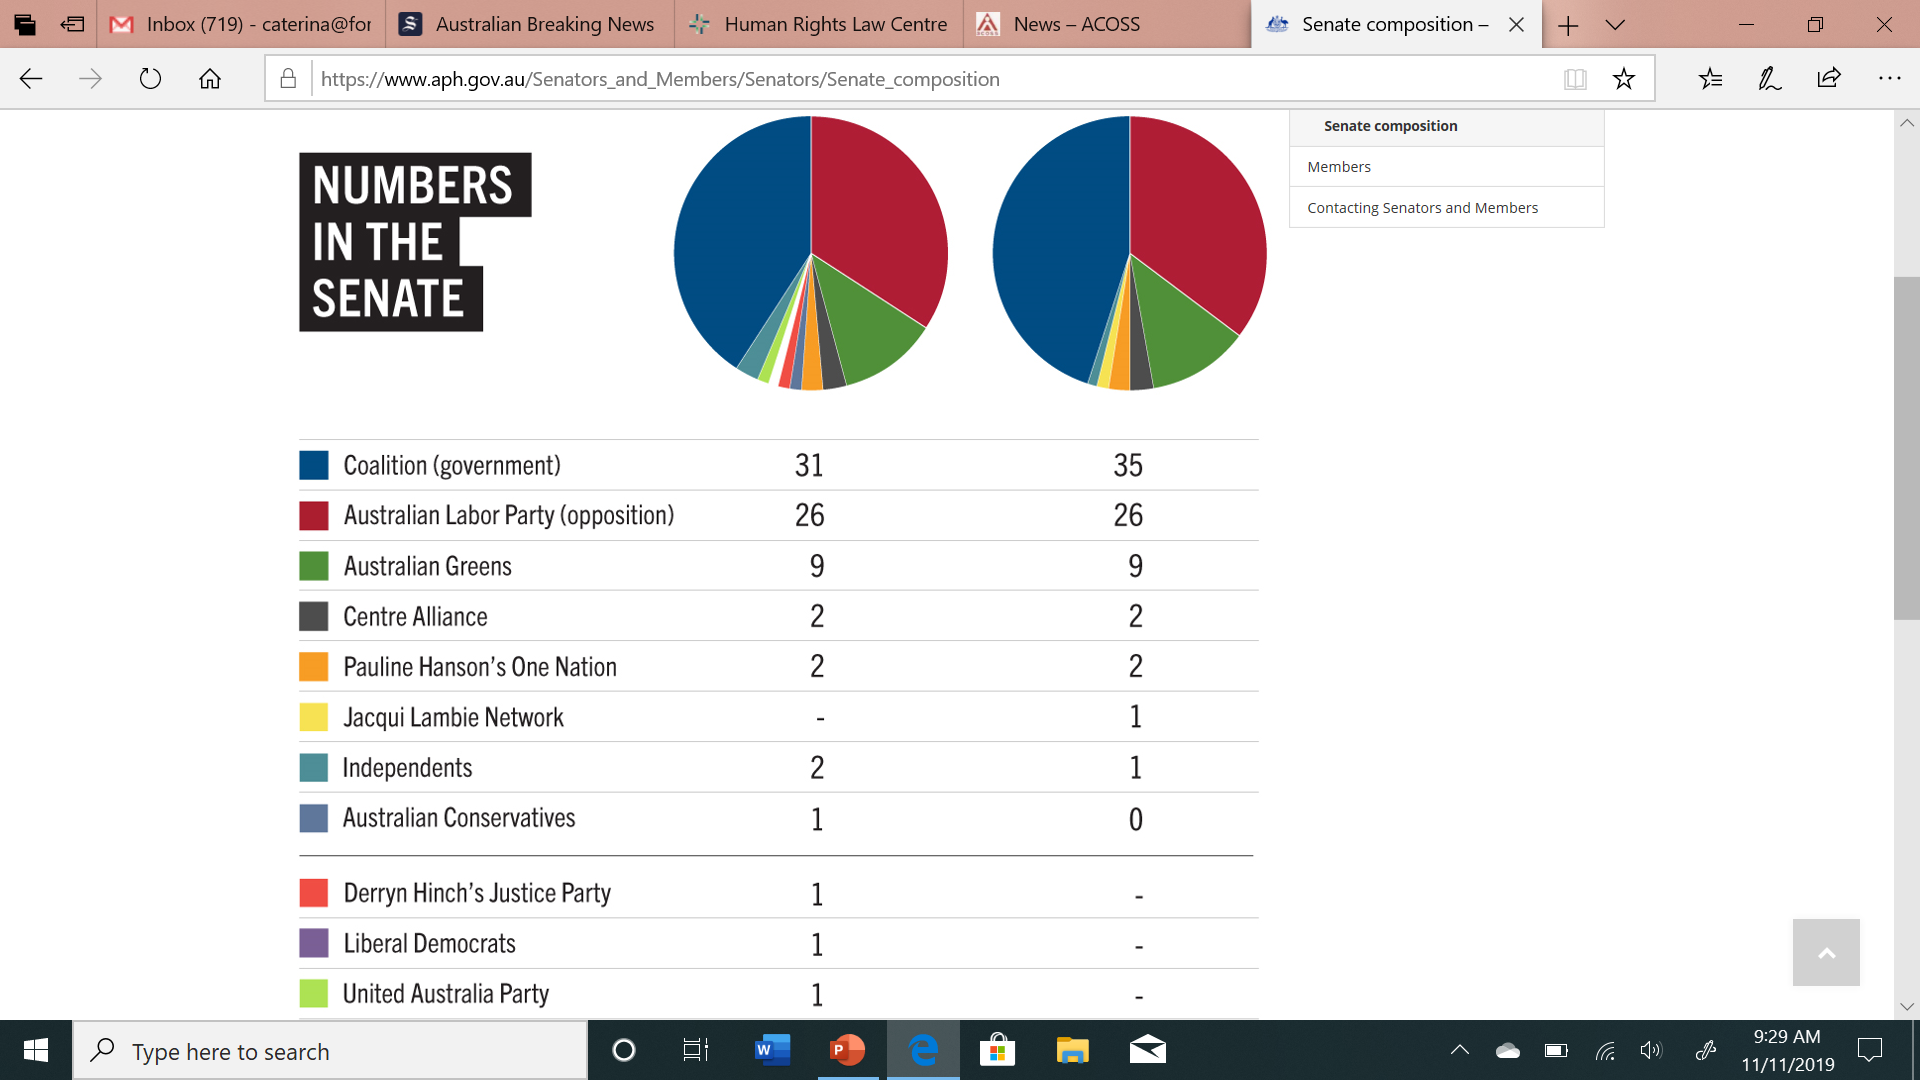 Inbox (719) - caterina@for
Australian Breaking News
Human Rights Law Centre
News – ACOSS
Senate composition –
https://www.aph.gov.au/Senators_and_Members/Senators/Senate_composition
Senate composition
Members
Contacting Senators and Members
NUMBERS
IN THE
SENATE
Coalition (government) 31 35
Australian Labor Party (opposition) 26 26
Australian Greens 9 9
Centre Alliance 2 2
Pauline Hanson's One Nation 2 2
Jacqui Lambie Network - 1
Independents 2 1
Australian Conservatives 1 0
Derryn Hinch's Justice Party 1 -
Liberal Democrats 1 -
United Australia Party 1 -
Type here to search
9:29 AM
11/11/2019